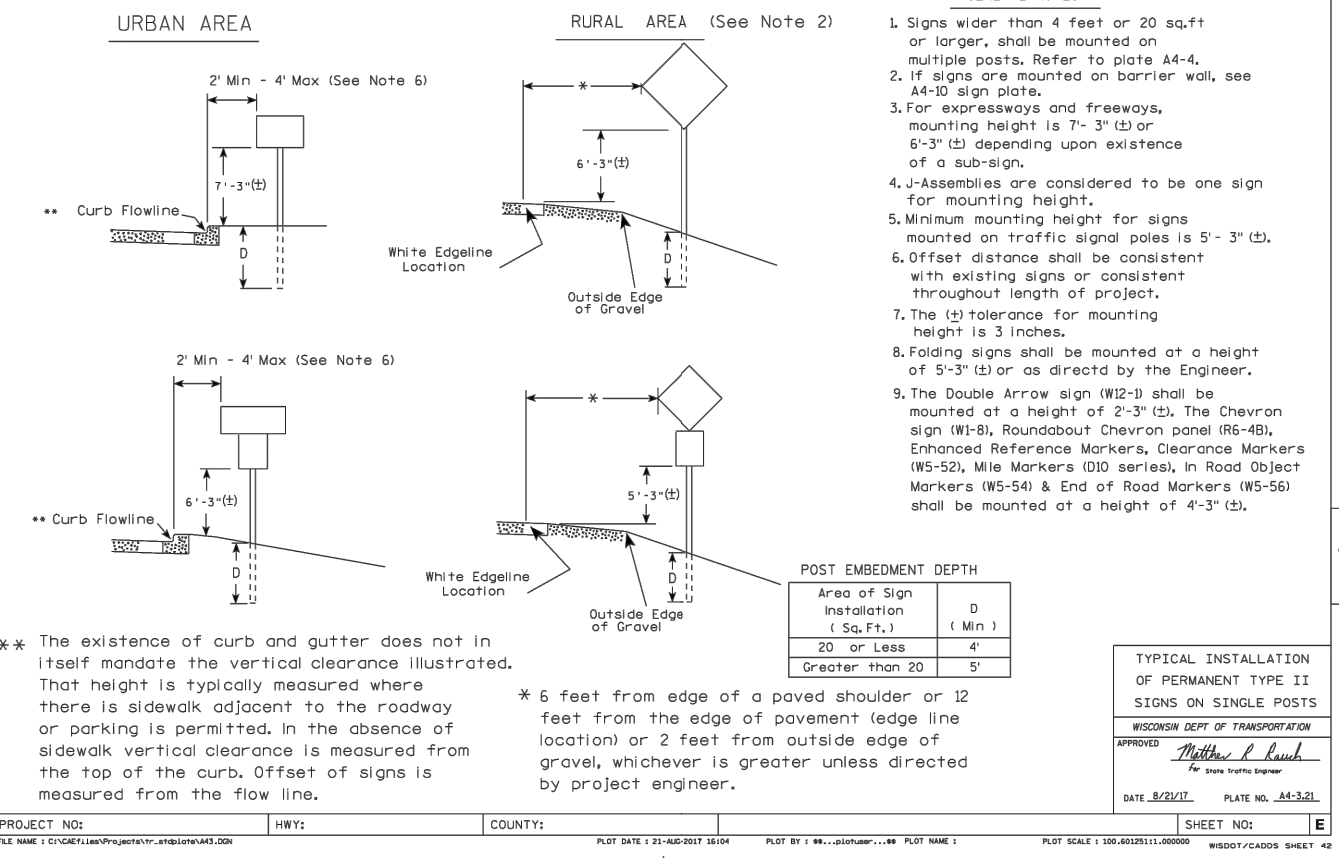 URBAN AREA
2' Min - 4' Max (See Note 6)
7'-3"(±)
** Curb Flowline
D
RURAL AREA (See Note 2)
*
6'-3"(±)
White Edgeline
Location
D
Outside Edge
of Gravel
2' Min - 4' Max (See Note 6)
6'-3"(±)
** Curb Flowline
D
*
5'-3"(±)
White Edgeline
Location
D
Outside Edge
of Gravel
1. Signs wider than 4 feet or 20 sq.ft
or larger, shall be mounted on
multiple posts. Refer to plate A4-4.
2. If signs are mounted on barrier wall, see
A4-10 sign plate.
3. For expressways and freeways,
mounting height is 7'- 3" (±) or
6'-3" (±) depending upon existence
of a sub-sign.
4. J-Assemblies are considered to be one sign
for mounting height.
5. Minimum mounting height for signs
mounted on traffic signal poles is 5'- 3" (±).
6. Offset distance shall be consistent
with existing signs or consistent
throughout length of project.
7. The (±) tolerance for mounting
height is 3 inches.
8. Folding signs shall be mounted at a height
of 5'-3" (±) or as directd by the Engineer.
9. The Double Arrow sign (W12-1) shall be
mounted at a height of 2'-3" (±). The Chevron
sign (W1-8), Roundabout Chevron panel (R6-4B),
Enhanced Reference Markers, Clearance Markers
(W5-52), Mile Markers (D10 series), In Road Object
Markers (W5-54) & End of Road Markers (W5-56)
shall be mounted at a height of 4'-3" (±).
POST EMBEDMENT DEPTH
Area of Sign
Installation
( Sq. Ft. )
D
( Min )
20 or Less 4'
Greater than 20 5'
** The existence of curb and gutter does not in
itself mandate the vertical clearance illustrated.
That height is typically measured where
there is sidewalk adjacent to the roadway
or parking is permitted. In the absence of
sidewalk vertical clearance is measured from
the top of the curb. Offset of signs is
measured from the flow line.
* 6 feet from edge of a paved shoulder or 12
feet from the edge of pavement (edge line
location) or 2 feet from outside edge of
gravel, whichever is greater unless directed
by project engineer.
TYPICAL INSTALLATION
OF PERMANENT TYPE II
SIGNS ON SINGLE POSTS
WISCONSIN DEPT OF TRANSPORTATION
APPROVED
Matthew R Rauch
For State Traffic Engineer
DATE 8/21/17 PLATE NO. A4-3.21
PROJECT NO: HWY: COUNTY: SHEET NO: E
FILE NAME : C:\CAEfiles\Projects\tr_stdplate\A43.DGN PLOT DATE : 21-AUG-2017 16:04 PLOT BY : $$...plotuser...$$ PLOT NAME : PLOT SCALE : 100.601251:1.000000 WISDOT/CADDS SHEET 42